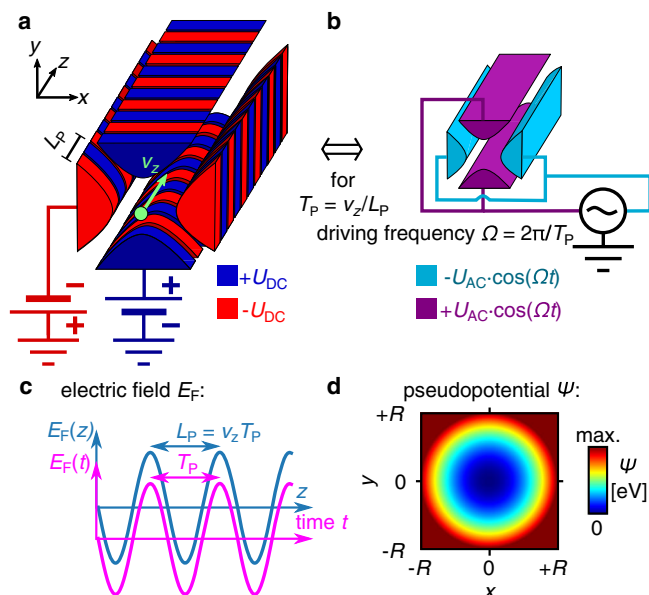 a
y
z
x
L_P
v_z
+
−
−
+
+U_DC
-U_DC
b
⇔
for
T_P = v_z/L_P
driving frequency Ω = 2π/T_P
~
-U_AC·cos(Ωt)
+U_AC·cos(Ωt)
c electric field E_F:
E_F(z)
L_P = v_zT_P
E_F(t)
T_P
z
time t
d pseudopotential Ψ:
+R
y
0
-R
-R 0 +R
x
max.
Ψ
[eV]
0